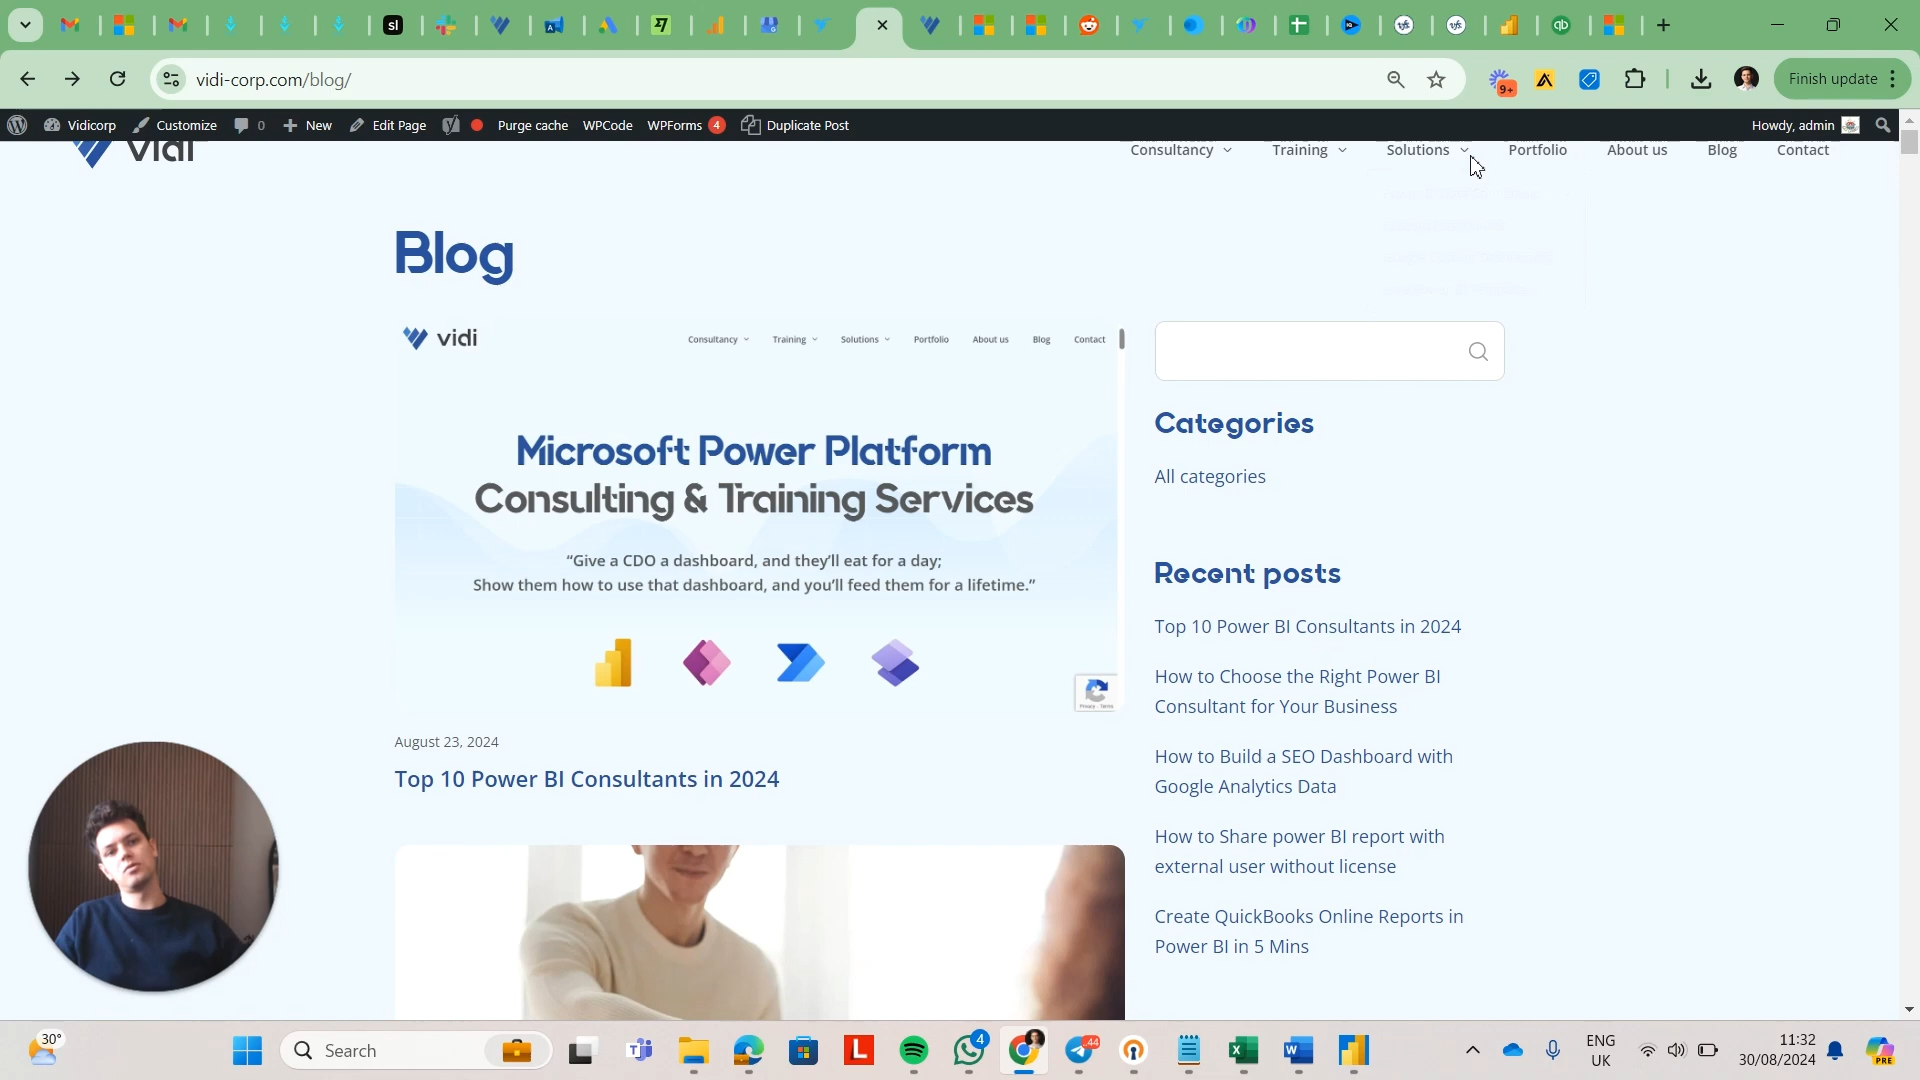 vidi-corp.com/blog/
9+
Finish update
Vidicorp
Customize
0
New
Edit Page
Purge cache
WPCode
WPForms 4
Duplicate Post
Howdy, admin
vidi
Consultancy
Training
Solutions
Portfolio
About us
Blog
Contact
Blog
vidi
Consultancy
Training
Solutions
Portfolio
About us
Blog
Contact
Microsoft Power Platform
Consulting & Training Services
“Give a CDO a dashboard, and they’ll eat for a day;
Show them how to use that dashboard, and you’ll feed them for a lifetime.”
Privacy - Terms
August 23, 2024
Top 10 Power BI Consultants in 2024
Categories
All categories
Recent posts
Top 10 Power BI Consultants in 2024
How to Choose the Right Power BI
Consultant for Your Business
How to Build a SEO Dashboard with
Google Analytics Data
How to Share power BI report with
external user without license
Create QuickBooks Online Reports in
Power BI in 5 Mins
30°
Search
L
4
44
ENG
UK
11:32
30/08/2024
PRE